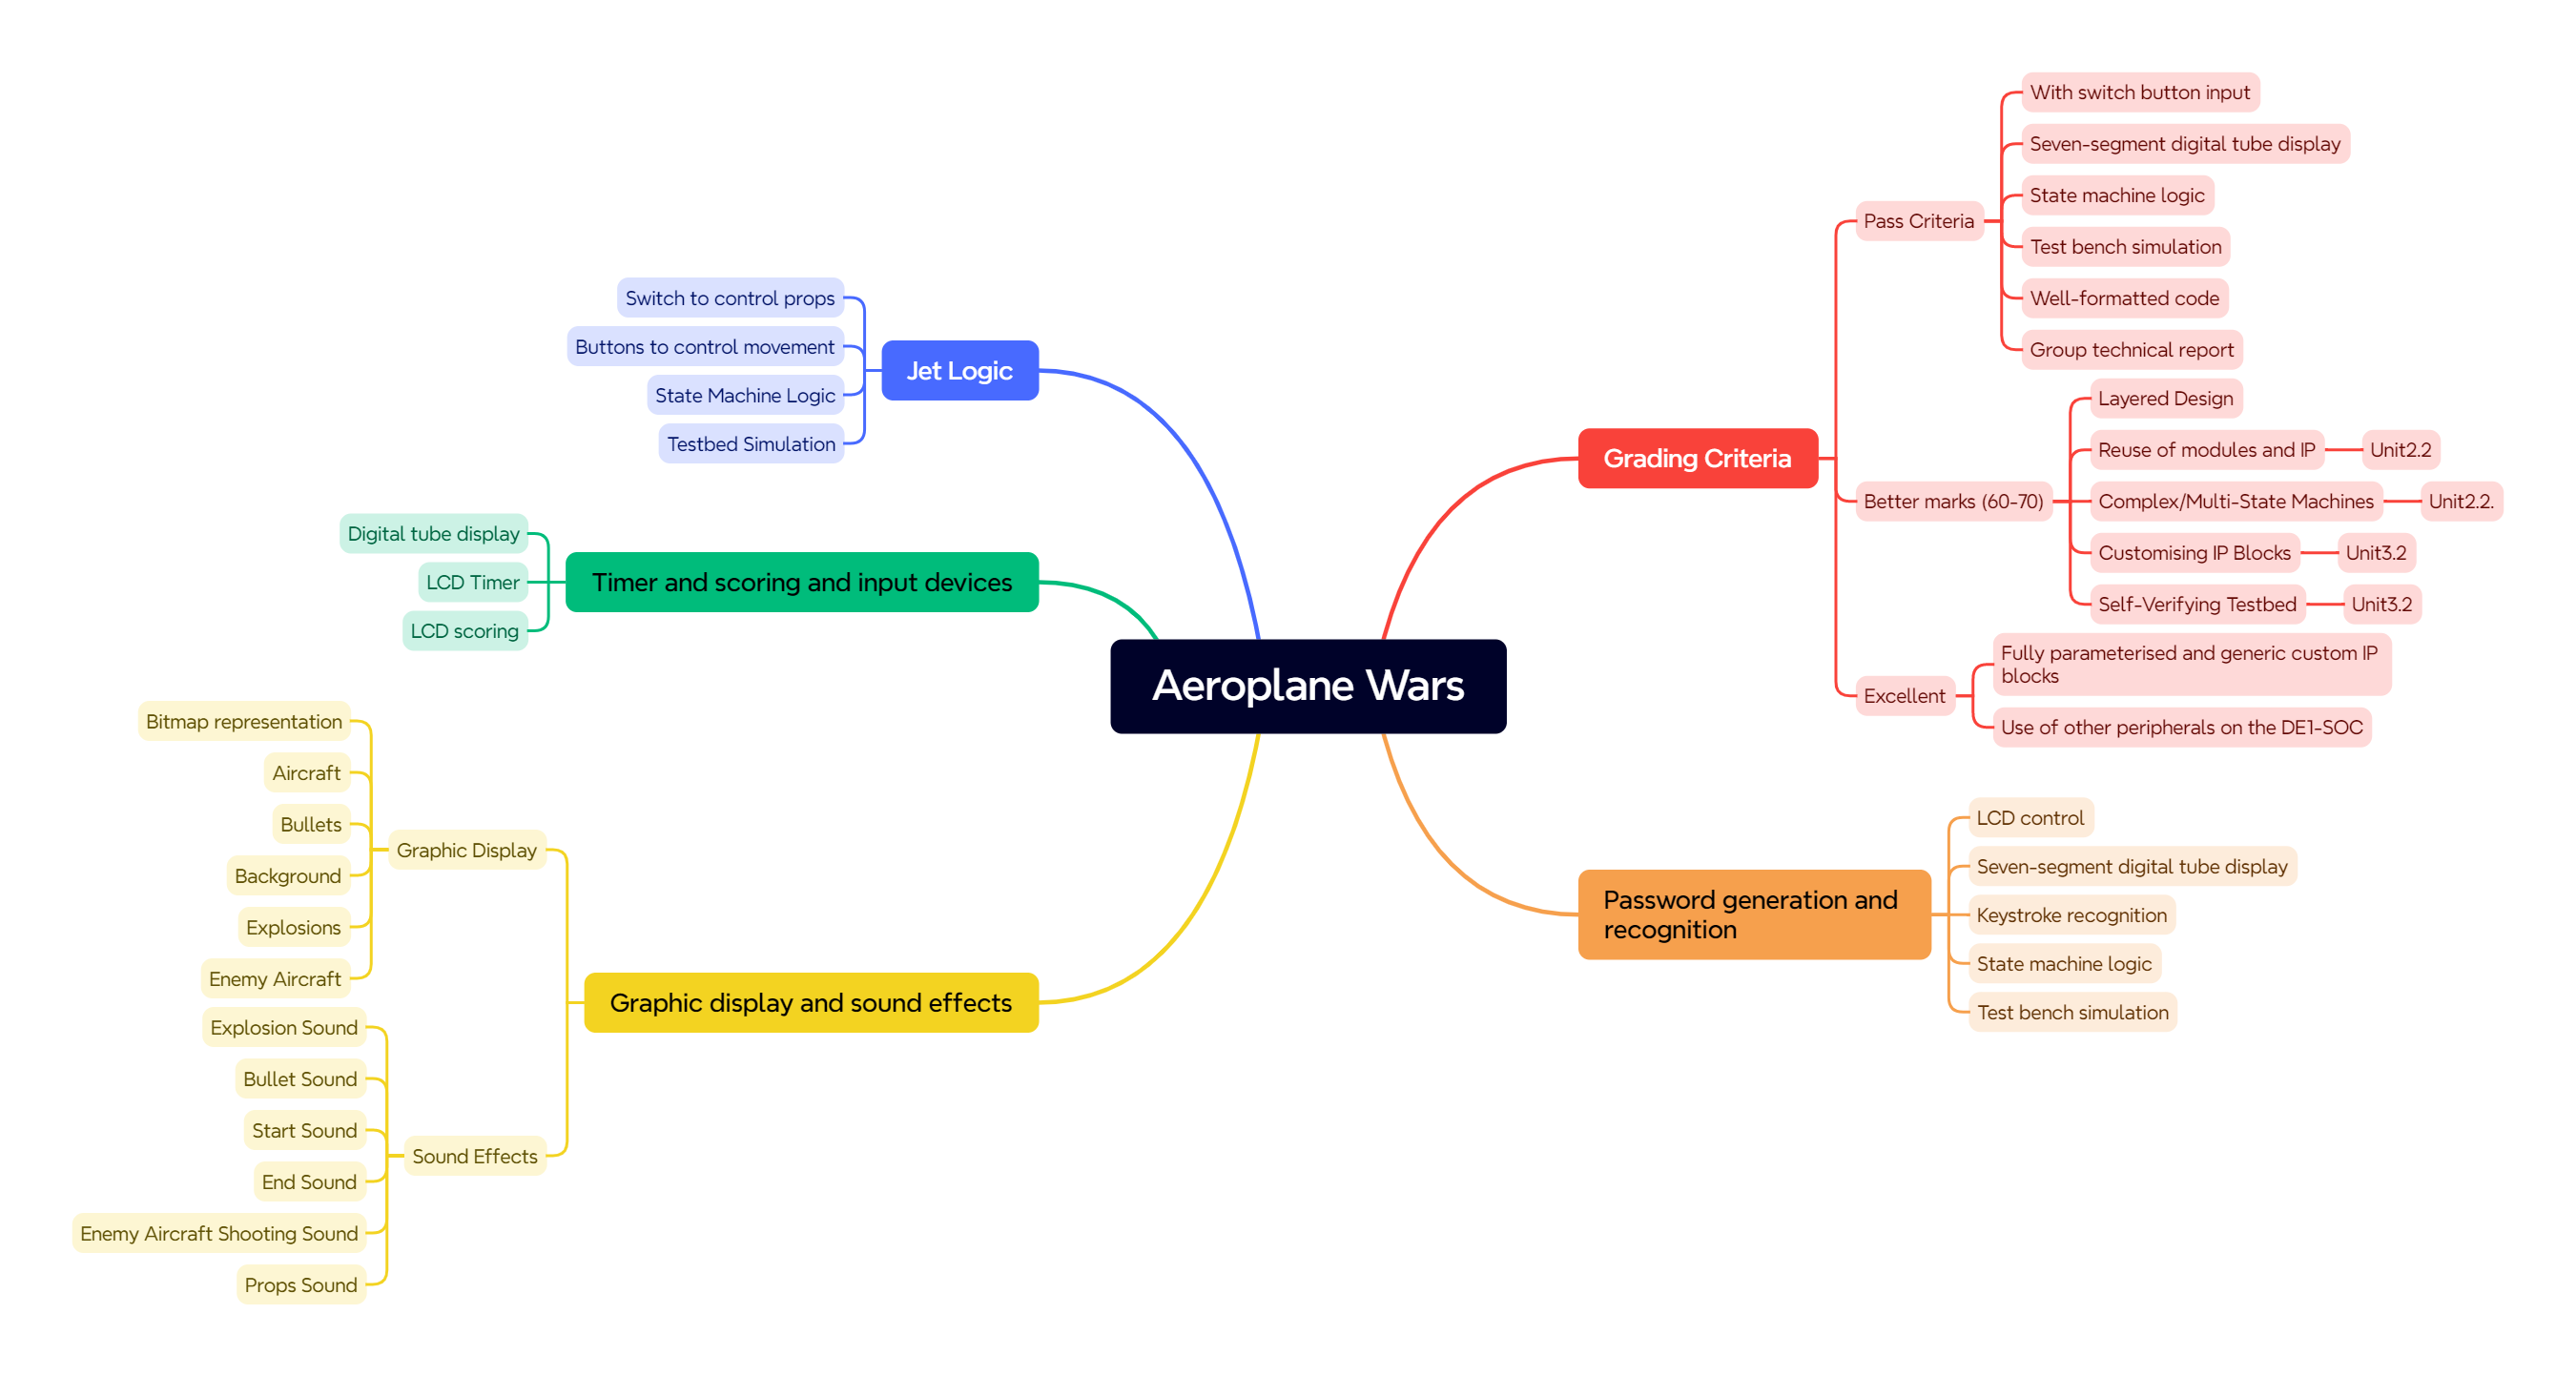 Aeroplane Wars
Grading Criteria
Pass Criteria
With switch button input
Seven-segment digital tube display
State machine logic
Test bench simulation
Well-formatted code
Group technical report
Better marks (60-70)
Layered Design
Reuse of modules and IP
Unit2.2
Complex/Multi-State Machines
Unit2.2.
Customising IP Blocks
Unit3.2
Self-Verifying Testbed
Unit3.2
Excellent
Fully parameterised and generic custom IP
blocks
Use of other peripherals on the DE1-SOC
Password generation and
recognition
LCD control
Seven-segment digital tube display
Keystroke recognition
State machine logic
Test bench simulation
Jet Logic
Switch to control props
Buttons to control movement
State Machine Logic
Testbed Simulation
Timer and scoring and input devices
Digital tube display
LCD Timer
LCD scoring
Graphic display and sound effects
Graphic Display
Bitmap representation
Aircraft
Bullets
Background
Explosions
Enemy Aircraft
Sound Effects
Explosion Sound
Bullet Sound
Start Sound
End Sound
Enemy Aircraft Shooting Sound
Props Sound